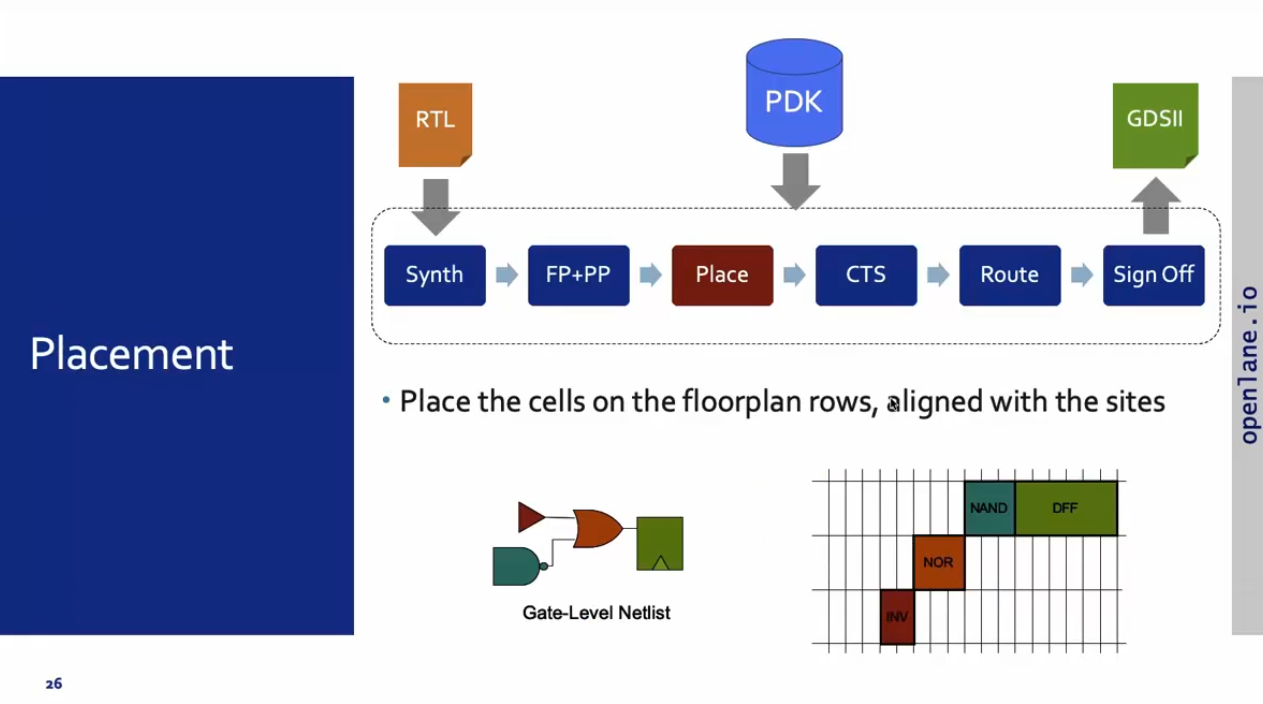 PDK
RTL
GDSII
Synth
FP+PP
Place
CTS
Route
Sign Off
Placement
• Place the cells on the floorplan rows, aligned with the sites
openlane.io
NAND
DFF
NOR
INV
Gate-Level Netlist
26